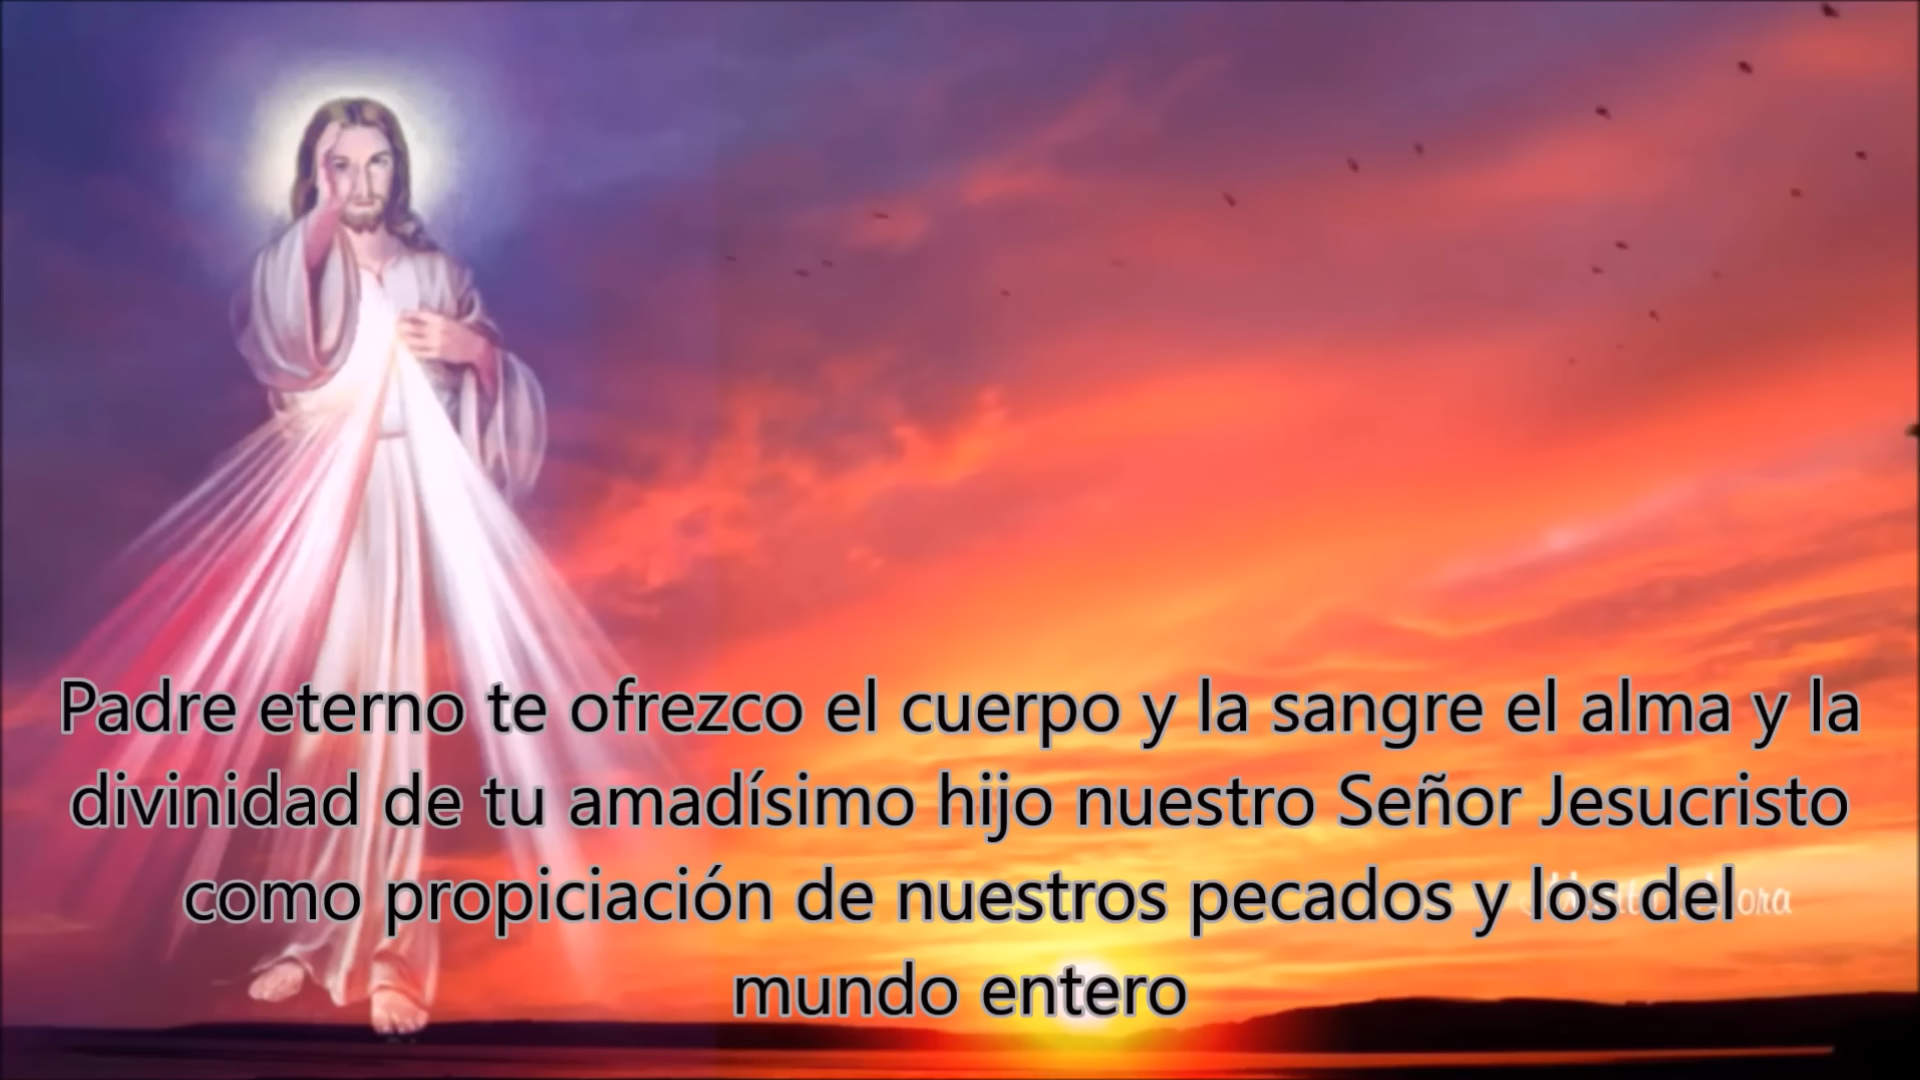 Padre eterno te ofrezco el cuerpo y la sangre el alma y la
divinidad de tu amadísimo hijo nuestro Señor Jesucristo
como propiciación de nuestros pecados y los del
mundo entero